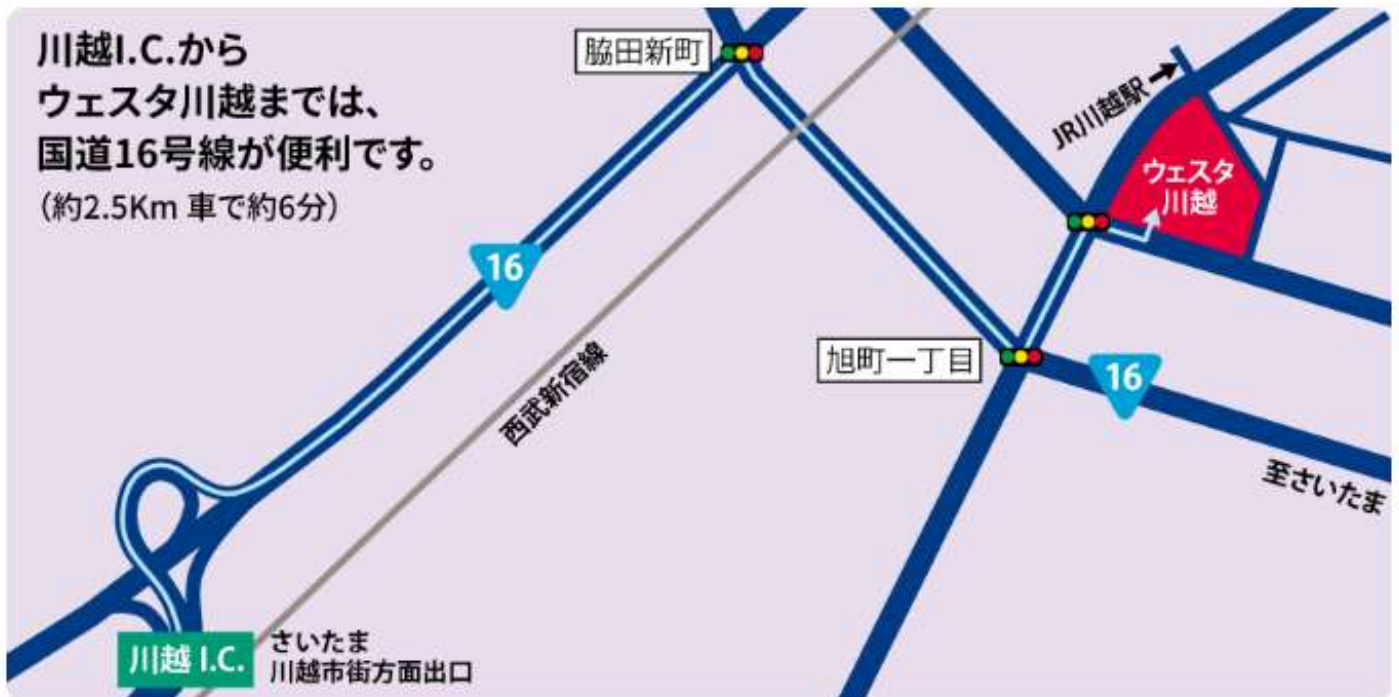 川越I.C.から
ウェスタ川越までは、
国道16号線が便利です。
（約2.5Km 車で約6分）
脇田新町
JR川越駅→
ウェスタ
川越
16
西武新宿線
旭町一丁目
16
至さいたま
川越 I.C.
さいたま
川越市街方面出口